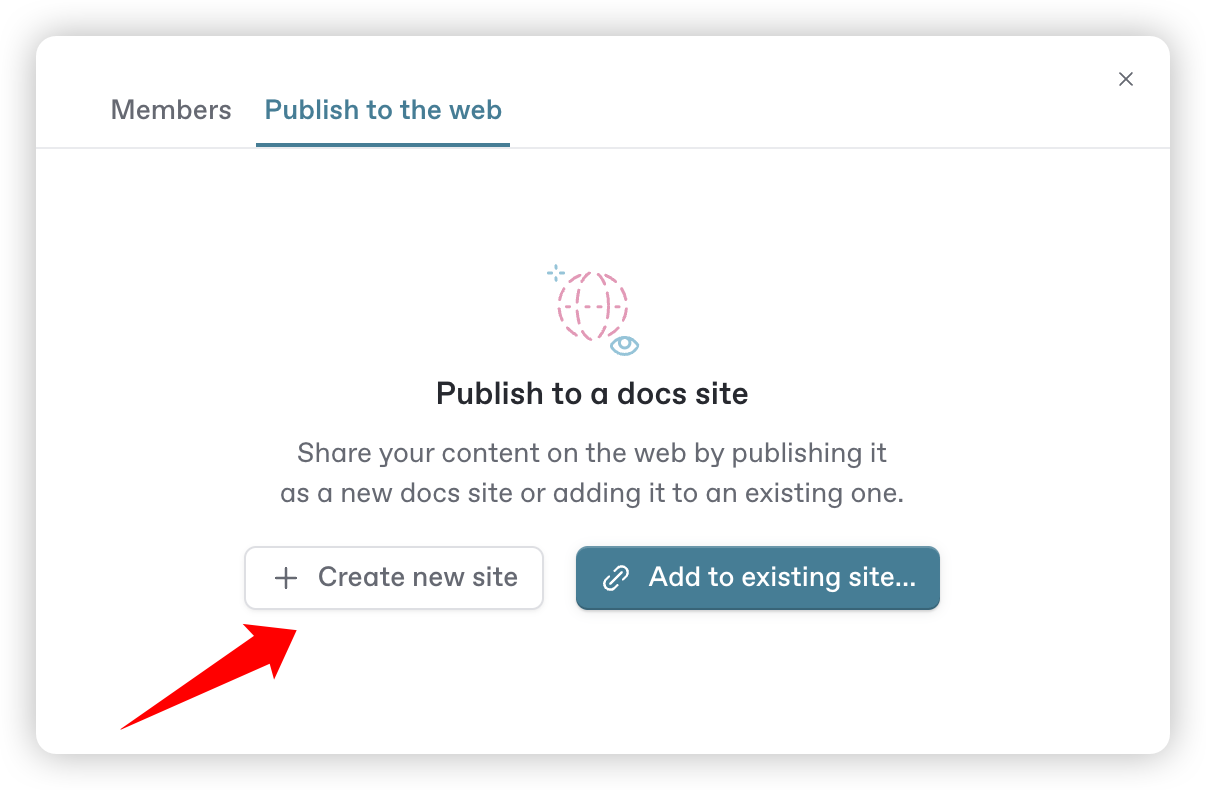 Members Publish to the web
Publish to a docs site
Share your content on the web by publishing it
as a new docs site or adding it to an existing one.
Create new site Add to existing site...